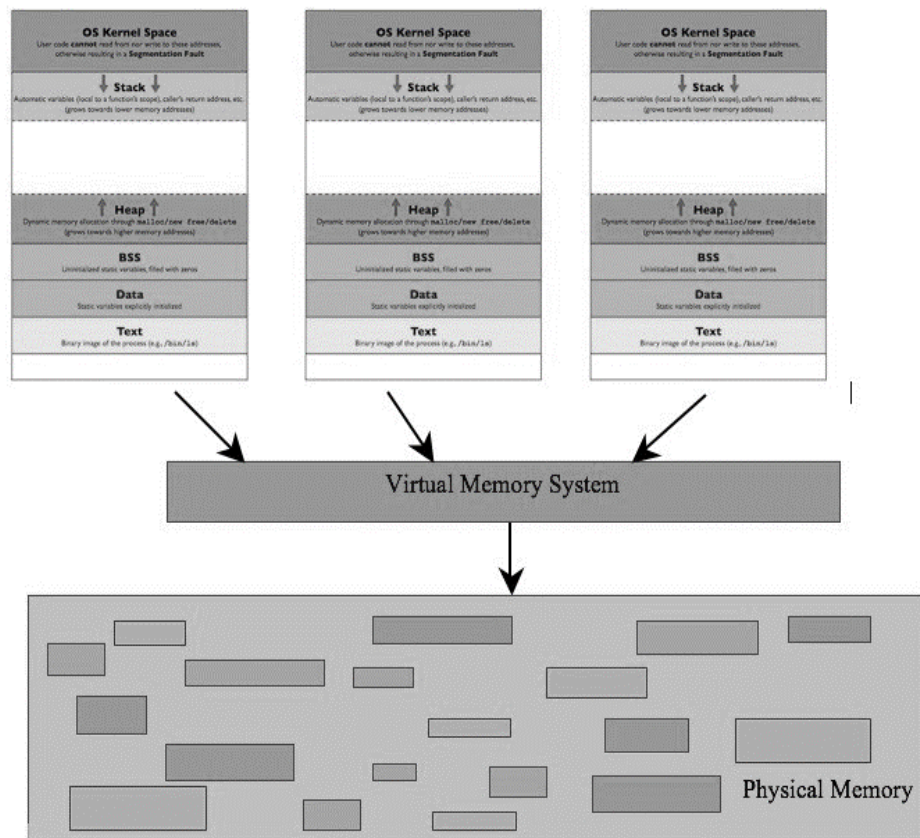 OS Kernel Space
User code cannot read from nor write to these addresses,
otherwise resulting in a Segmentation Fault
Stack
Automatic variables (local to a function's scope), caller's return address, etc.
(grows towards lower memory addresses)
Heap
Dynamic memory allocation through malloc/new free/delete
(grows towards higher memory addresses)
BSS
Uninitialized static variables, filled with zeros
Data
Static variables explicitly initialized
Text
Binary image of the process (e.g., /bin/ls)
OS Kernel Space
User code cannot read from nor write to these addresses,
otherwise resulting in a Segmentation Fault
Stack
Automatic variables (local to a function's scope), caller's return address, etc.
(grows towards lower memory addresses)
Heap
Dynamic memory allocation through malloc/new free/delete
(grows towards higher memory addresses)
BSS
Uninitialized static variables, filled with zeros
Data
Static variables explicitly initialized
Text
Binary image of the process (e.g., /bin/ls)
OS Kernel Space
User code cannot read from nor write to these addresses,
otherwise resulting in a Segmentation Fault
Stack
Automatic variables (local to a function's scope), caller's return address, etc.
(grows towards lower memory addresses)
Heap
Dynamic memory allocation through malloc/new free/delete
(grows towards higher memory addresses)
BSS
Uninitialized static variables, filled with zeros
Data
Static variables explicitly initialized
Text
Binary image of the process (e.g., /bin/ls)
Virtual Memory System
Physical Memory